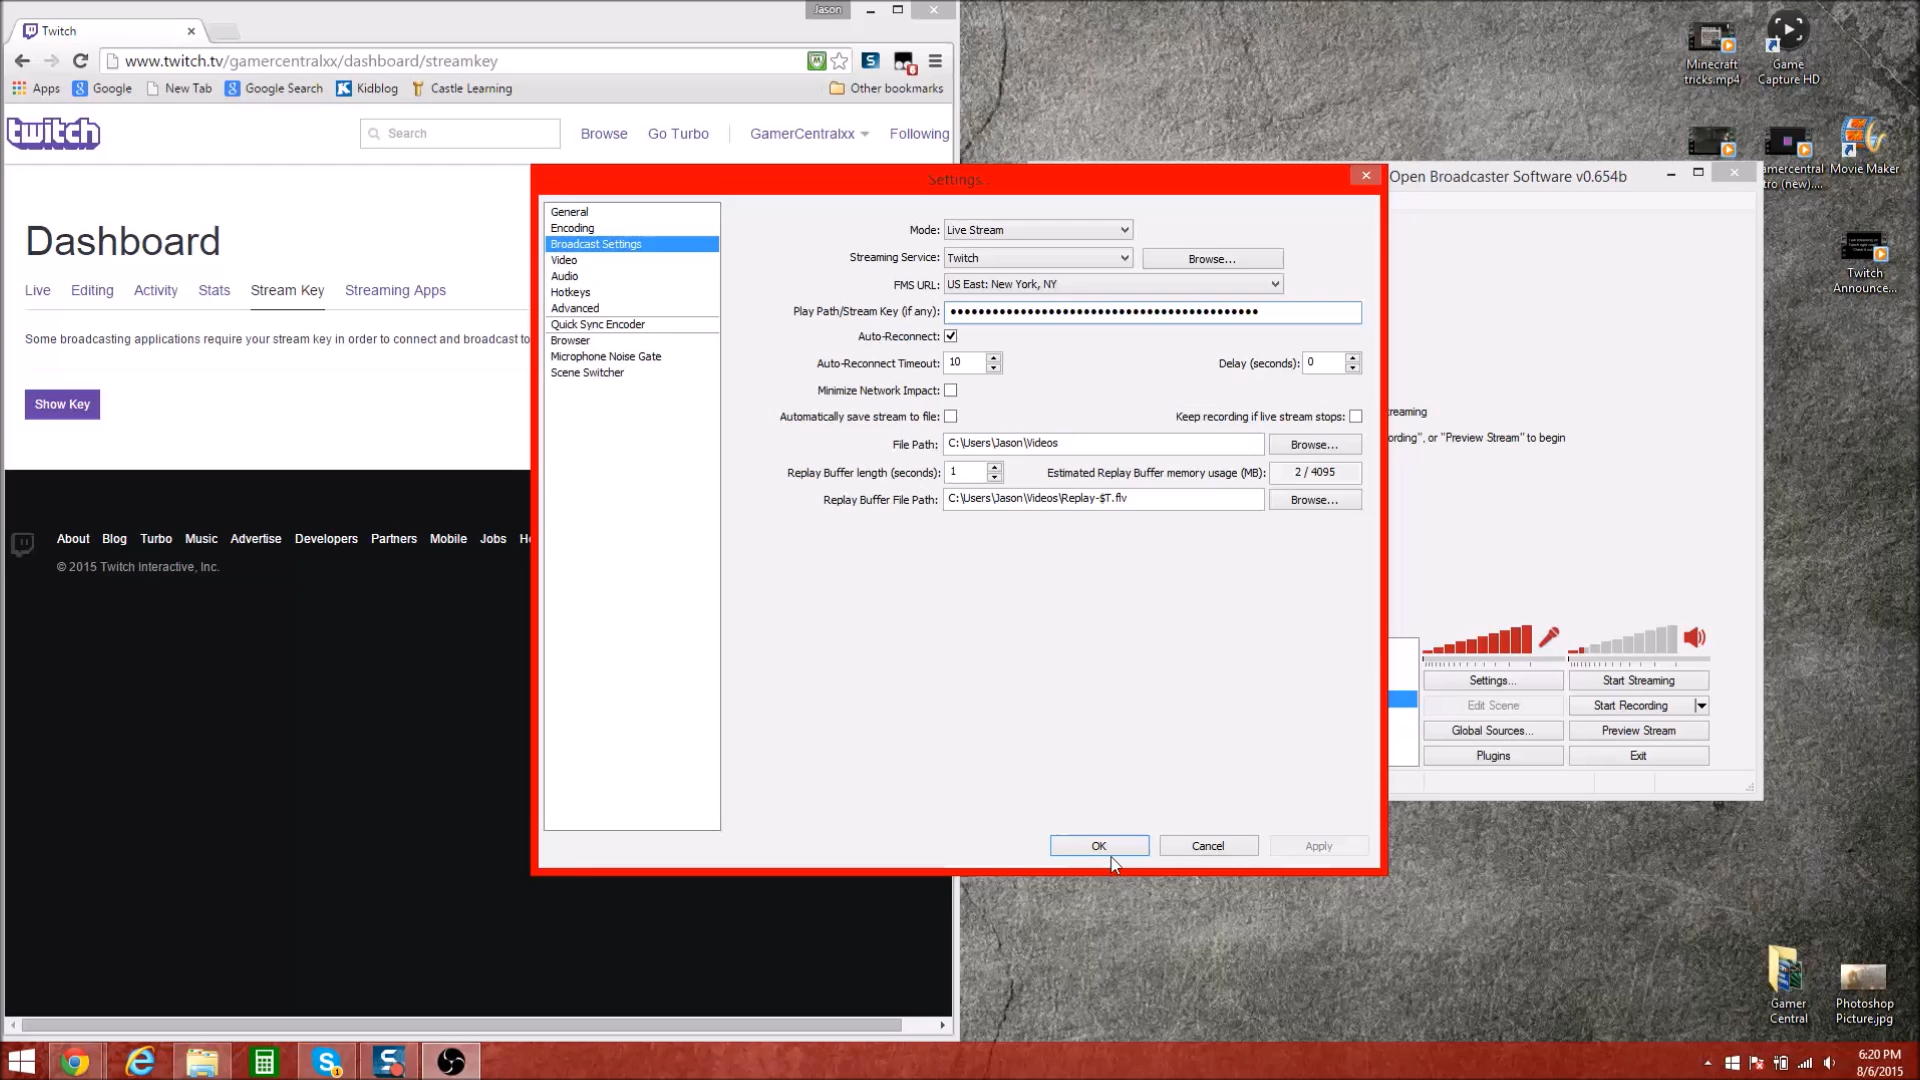 Jason
Twitch
www.twitch.tv/gamercentralxx/dashboard/streamkey
Apps Google New Tab Google Search Kidblog Castle Learning Other bookmarks
twitch Search Browse Go Turbo GamerCentralxx Following
Dashboard
Live Editing Activity Stats Stream Key Streaming Apps
Some broadcasting applications require your stream key in order to connect and broadcast to
Show Key
About Blog Turbo Music Advertise Developers Partners Mobile Jobs
© 2015 Twitch Interactive, Inc.
Settings...
General
Encoding
Broadcast Settings
Video
Audio
Hotkeys
Advanced
Quick Sync Encoder
Browser
Microphone Noise Gate
Scene Switcher
Mode: Live Stream
Streaming Service: Twitch Browse...
FMS URL: US East: New York, NY
Play Path/Stream Key (if any): ••••••••••••••••••••••••••••••••••••••••••••
Auto-Reconnect:
Auto-Reconnect Timeout: 10 Delay (seconds): 0
Minimize Network Impact:
Automatically save stream to file: Keep recording if live stream stops:
File Path: C:\Users\Jason\Videos Browse...
Replay Buffer length (seconds): 1 Estimated Replay Buffer memory usage (MB): 2 / 4095
Replay Buffer File Path: C:\Users\Jason\Videos\Replay-$T.flv Browse...
OK Cancel Apply
Open Broadcaster Software v0.654b
reaming
ording", or "Preview Stream" to begin
Settings... Start Streaming
Edit Scene Start Recording
Global Sources... Preview Stream
Plugins Exit
Minecraft
tricks.mp4
Game
Capture HD
amercentral
tro (new)....
Movie Maker
Twitch
Announce...
Gamer
Central
Photoshop
Picture.jpg
6:20 PM
8/6/2015